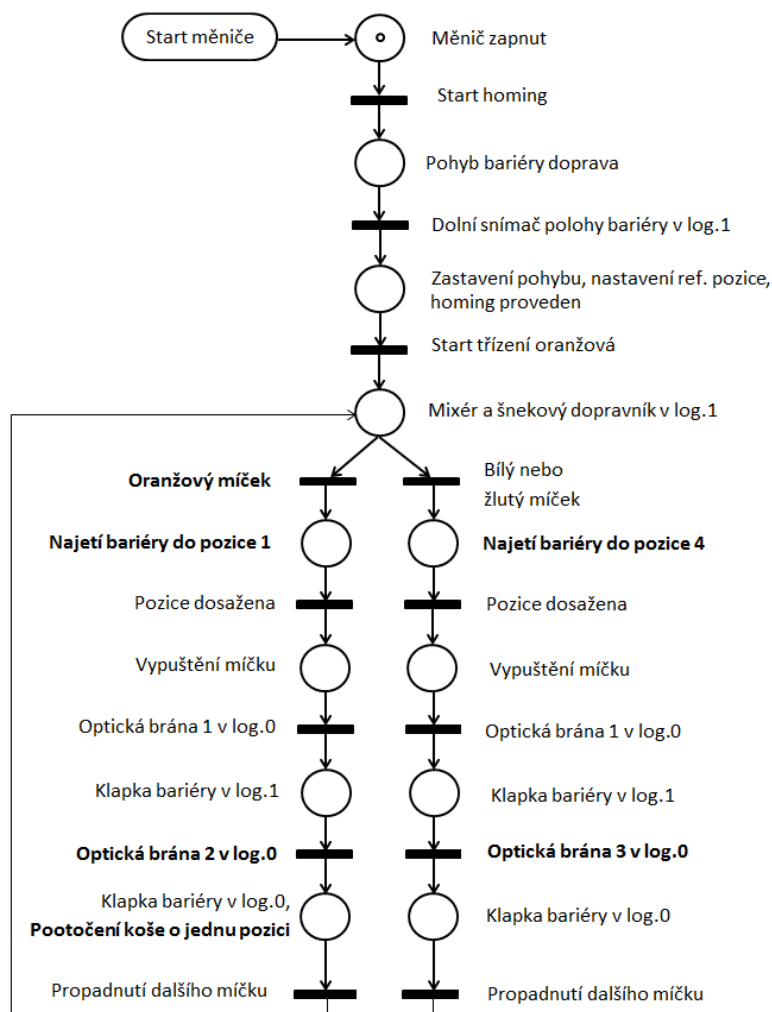 Start měniče
Měnič zapnut
Start homing
Pohyb bariéry doprava
Dolní snímač polohy bariéry v log.1
Zastavení pohybu, nastavení ref. pozice,
homing proveden
Start třízení oranžová
Mixér a šnekový dopravník v log.1
Oranžový míček
Bílý nebo
žlutý míček
Najetí bariéry do pozice 1
Najetí bariéry do pozice 4
Pozice dosažena
Pozice dosažena
Vypuštění míčku
Vypuštění míčku
Optická brána 1 v log.0
Optická brána 1 v log.0
Klapka bariéry v log.1
Klapka bariéry v log.1
Optická brána 2 v log.0
Optická brána 3 v log.0
Klapka bariéry v log.0,
Pootočení koše o jednu pozici
Klapka bariéry v log.0
Propadnutí dalšího míčku
Propadnutí dalšího míčku